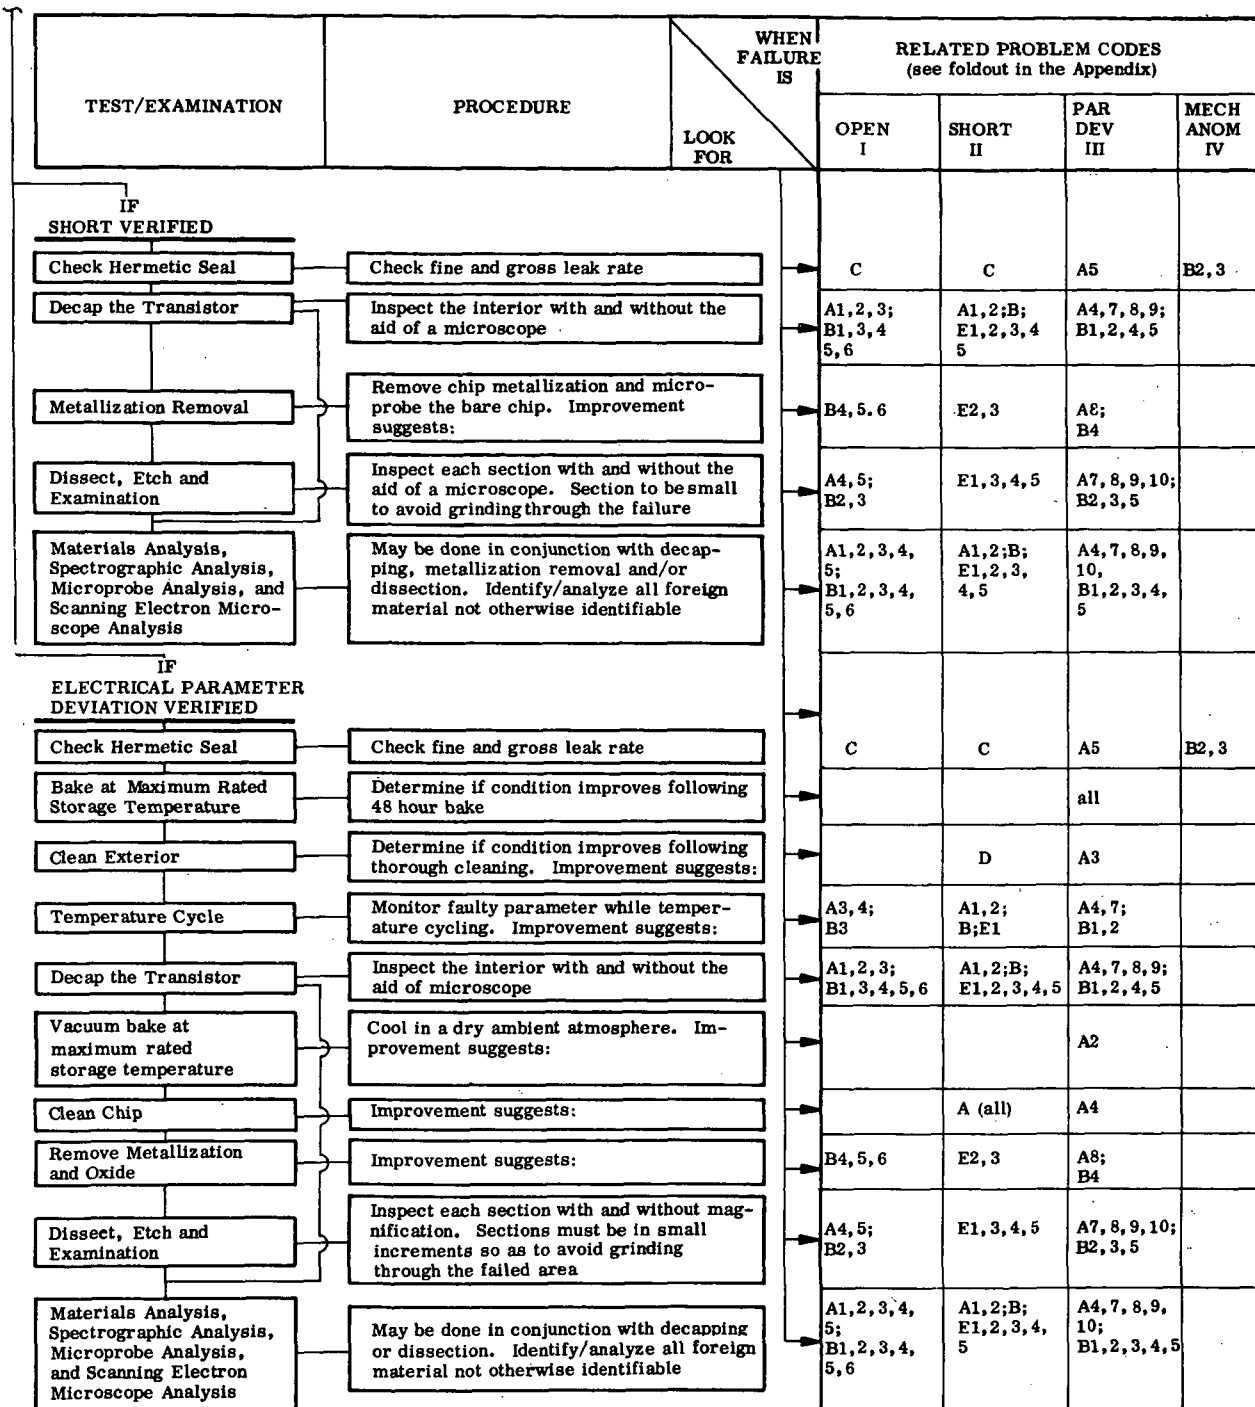 TEST/EXAMINATION
PROCEDURE
WHEN
FAILURE
IS
LOOK
FOR
RELATED PROBLEM CODES
(see foldout in the Appendix)
OPEN
I
SHORT
II
PAR
DEV
III
MECH
ANOM
IV
IF
SHORT VERIFIED
Check Hermetic Seal
Check fine and gross leak rate
C
C
A5
B2,3
Decap the Transistor
Inspect the interior with and without the
aid of a microscope
A1,2,3;
B1,3,4
5,6
A1,2;B;
E1,2,3,4
5
A4,7,8,9;
B1,2,4,5
Metallization Removal
Remove chip metallization and micro-
probe the bare chip. Improvement
suggests:
B4,5.6
E2,3
A8;
B4
Dissect, Etch and
Examination
Inspect each section with and without the
aid of a microscope. Section to be small
to avoid grinding through the failure
A4,5;
B2,3
E1,3,4,5
A7,8,9,10;
B2,3,5
Materials Analysis,
Spectrographic Analysis,
Microprobe Analysis, and
Scanning Electron Micro-
scope Analysis
May be done in conjunction with decap-
ping, metallization removal and/or
dissection. Identify/analyze all foreign
material not otherwise identifiable
A1,2,3,4,
5;
B1,2,3,4,
5,6
A1,2;B;
E1,2,3,
4,5
A4,7,8,9,
10,
B1,2,3,4,
5
IF
ELECTRICAL PARAMETER
DEVIATION VERIFIED
Check Hermetic Seal
Check fine and gross leak rate
C
C
A5
B2,3
Bake at Maximum Rated
Storage Temperature
Determine if condition improves following
48 hour bake
all
Clean Exterior
Determine if condition improves following
thorough cleaning. Improvement suggests:
D
A3
Temperature Cycle
Monitor faulty parameter while temper-
ature cycling. Improvement suggests:
A3,4;
B3
A1,2;
B;E1
A4,7;
B1,2
Decap the Transistor
Inspect the interior with and without the
aid of microscope
A1,2,3;
B1,3,4,5,6
A1,2;B;
E1,2,3,4,5
A4,7,8,9;
B1,2,4,5
Vacuum bake at
maximum rated
storage temperature
Cool in a dry ambient atmosphere. Im-
provement suggests:
A2
Clean Chip
Improvement suggests:
A (all)
A4
Remove Metallization
and Oxide
Improvement suggests:
B4,5,6
E2,3
A8;
B4
Dissect, Etch and
Examination
Inspect each section with and without mag-
nification. Sections must be in small
increments so as to avoid grinding
through the failed area
A4,5;
B2,3
E1,3,4,5
A7,8,9,10;
B2,3,5
Materials Analysis,
Spectrographic Analysis,
Microprobe Analysis,
and Scanning Electron
Microscope Analysis
May be done in conjunction with decapping
or dissection. Identify/analyze all foreign
material not otherwise identifiable
A1,2,3,4,
5;
B1,2,3,4,
5,6
A1,2;B;
E1,2,3,4,
5
A4,7,8,9,
10;
B1,2,3,4,5